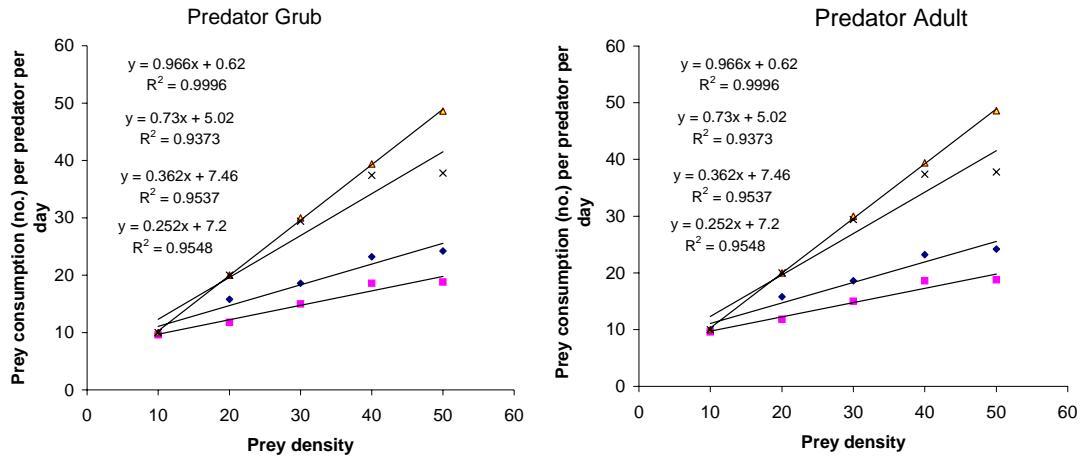 Predator Grub
60
50
40
30
20
10
0
0 10 20 30 40 50 60
Prey consumption (no.) per predator per
day
Prey density
y = 0.966x + 0.62
R² = 0.9996
y = 0.73x + 5.02
R² = 0.9373
y = 0.362x + 7.46
R² = 0.9537
y = 0.252x + 7.2
R² = 0.9548
Predator Adult
60
50
40
30
20
10
0
0 10 20 30 40 50 60
Prey consumption (no.) per predator per
day
Prey density
y = 0.966x + 0.62
R² = 0.9996
y = 0.73x + 5.02
R² = 0.9373
y = 0.362x + 7.46
R² = 0.9537
y = 0.252x + 7.2
R² = 0.9548